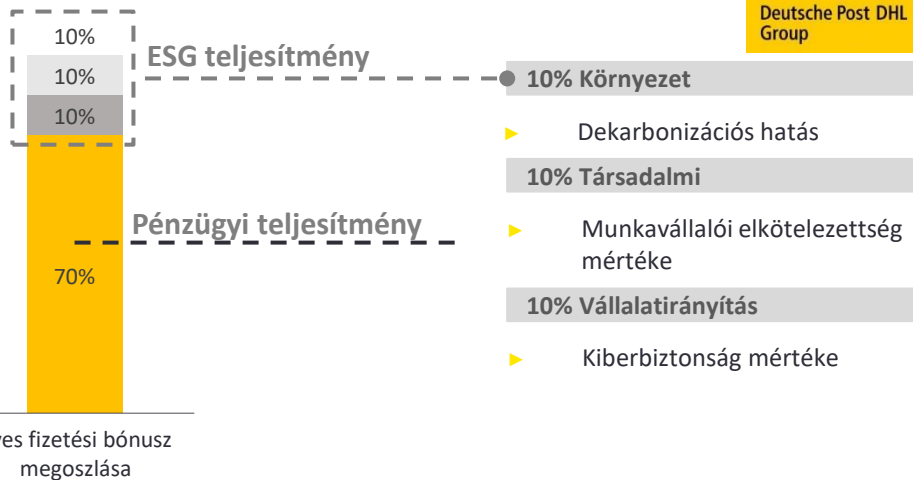 Deutsche Post DHL
Group
10%
10%
10%
70%
ESG teljesítmény
Pénzügyi teljesítmény
fizetési bónusz
megoszlása
10% Környezet
► Dekarbonizációs hatás
10% Társadalmi
► Munkavállalói elkötelezettség
mértéke
10% Vállalatirányítás
► Kiberbiztonság mértéke